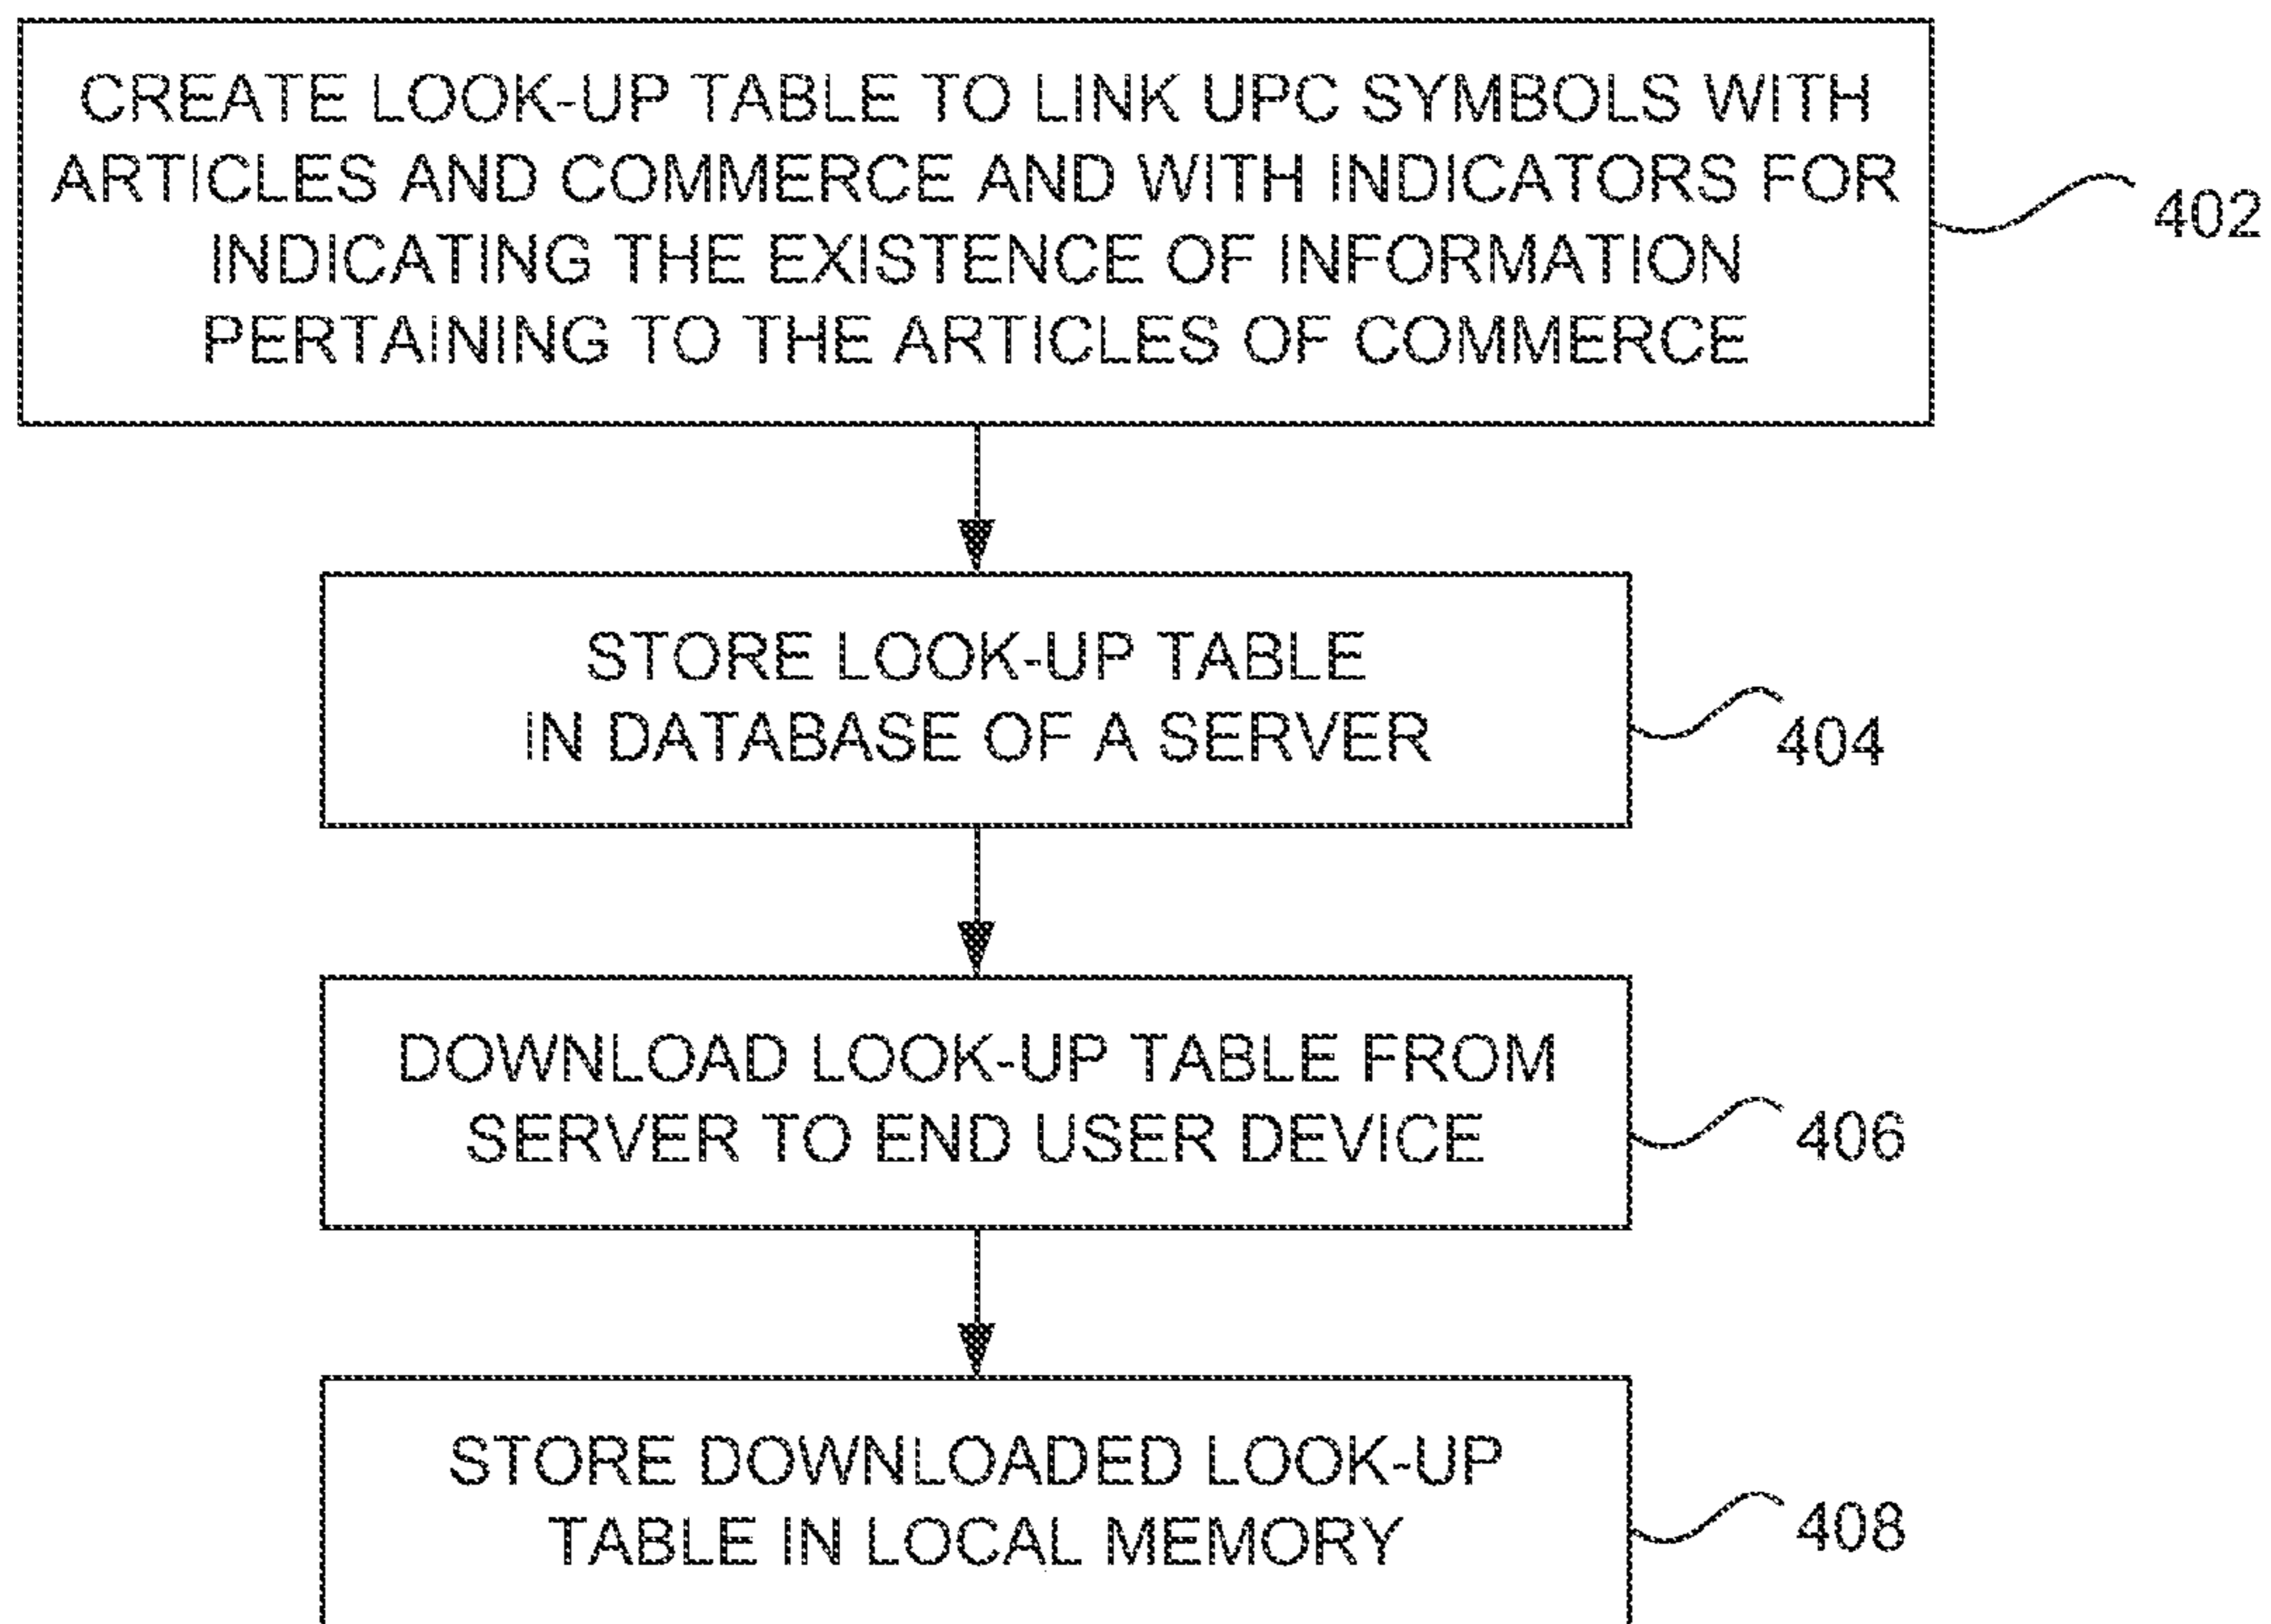 CREATE LOOK-UP TABLE TO LINK UPC SYMBOLS WITH
ARTICLES AND COMMERCE AND WITH INDICATORS FOR
INDICATING THE EXISTENCE OF INFORMATION
PERTAINING TO THE ARTICLES OF COMMERCE
402
STORE LOOK-UP TABLE
IN DATABASE OF A SERVER
404
DOWNLOAD LOOK-UP TABLE FROM
SERVER TO END USER DEVICE
406
STORE DOWNLOADED LOOK-UP
TABLE IN LOCAL MEMORY
408